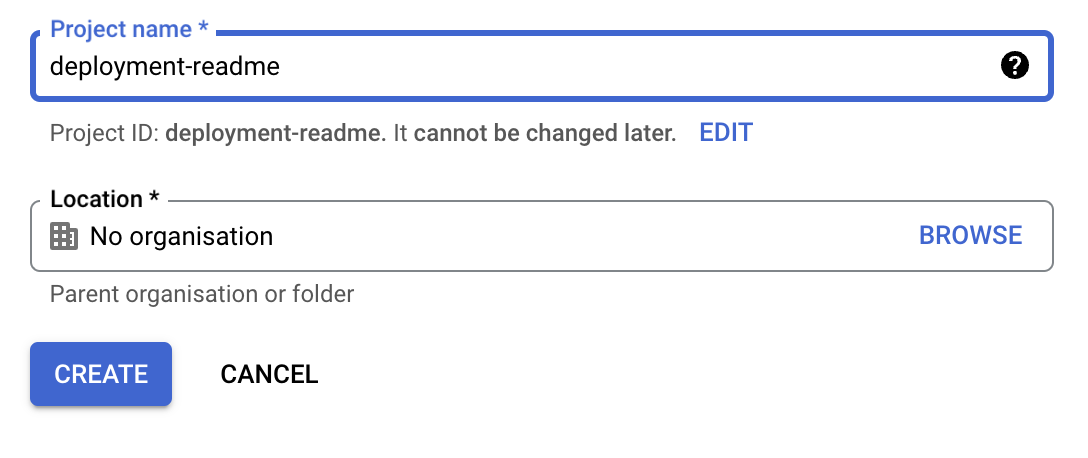 Project name *
deployment-readme
Project ID: deployment-readme. It cannot be changed later. EDIT
Location *
No organisation BROWSE
Parent organisation or folder
CREATE CANCEL